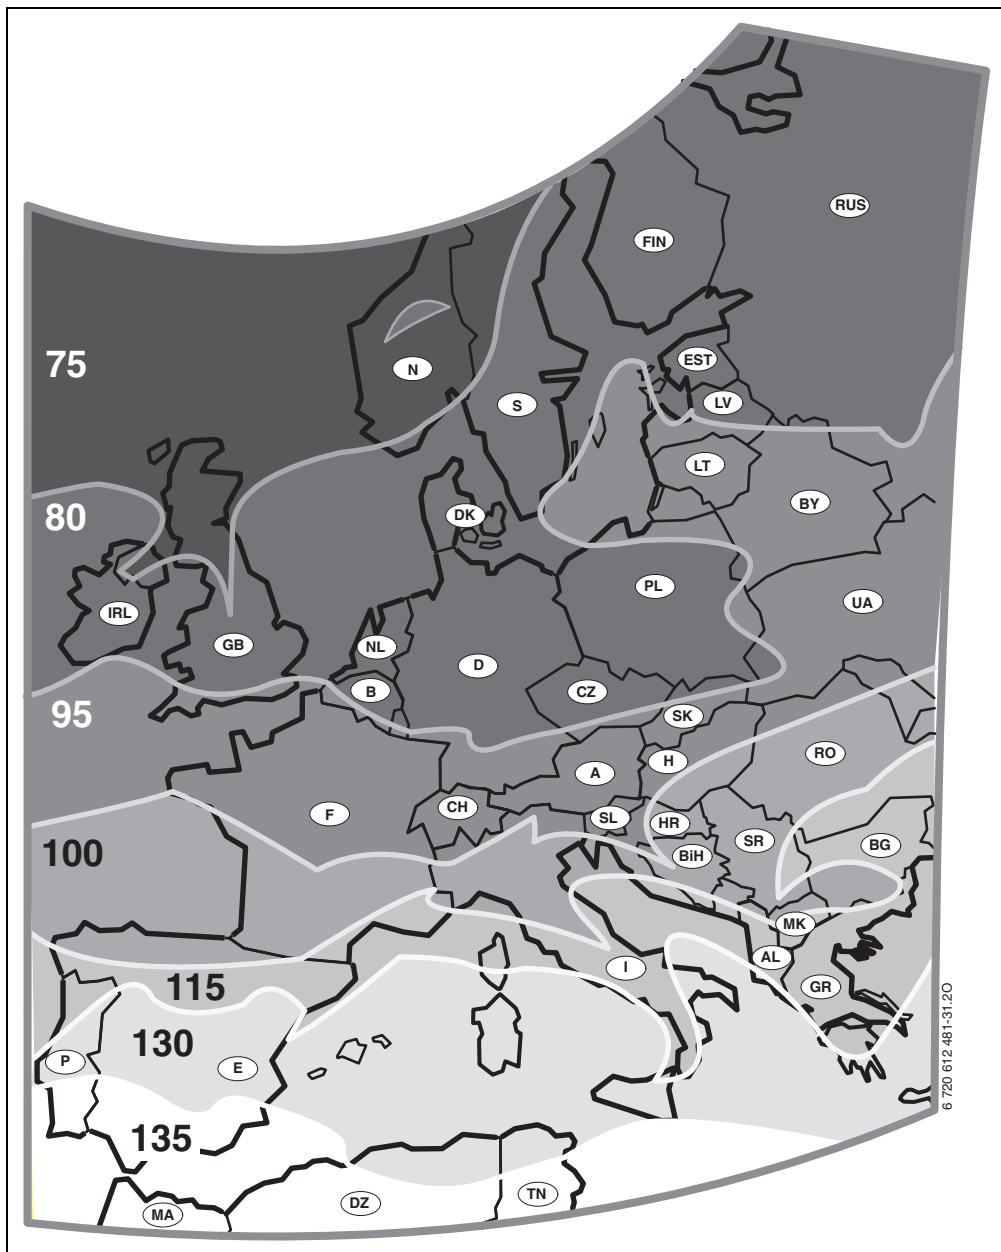 RUS
FIN
75
EST
N
LV
S
LT
BY
80
DK
PL
UA
IRL
GB
NL
D
B
CZ
95
SK
RO
H
A
CH
F
SL
HR
SR
BG
100
BiH
MK
AL
I
GR
115
130
P
E
135
TN
DZ
MA
6 720 612 481-31.2O